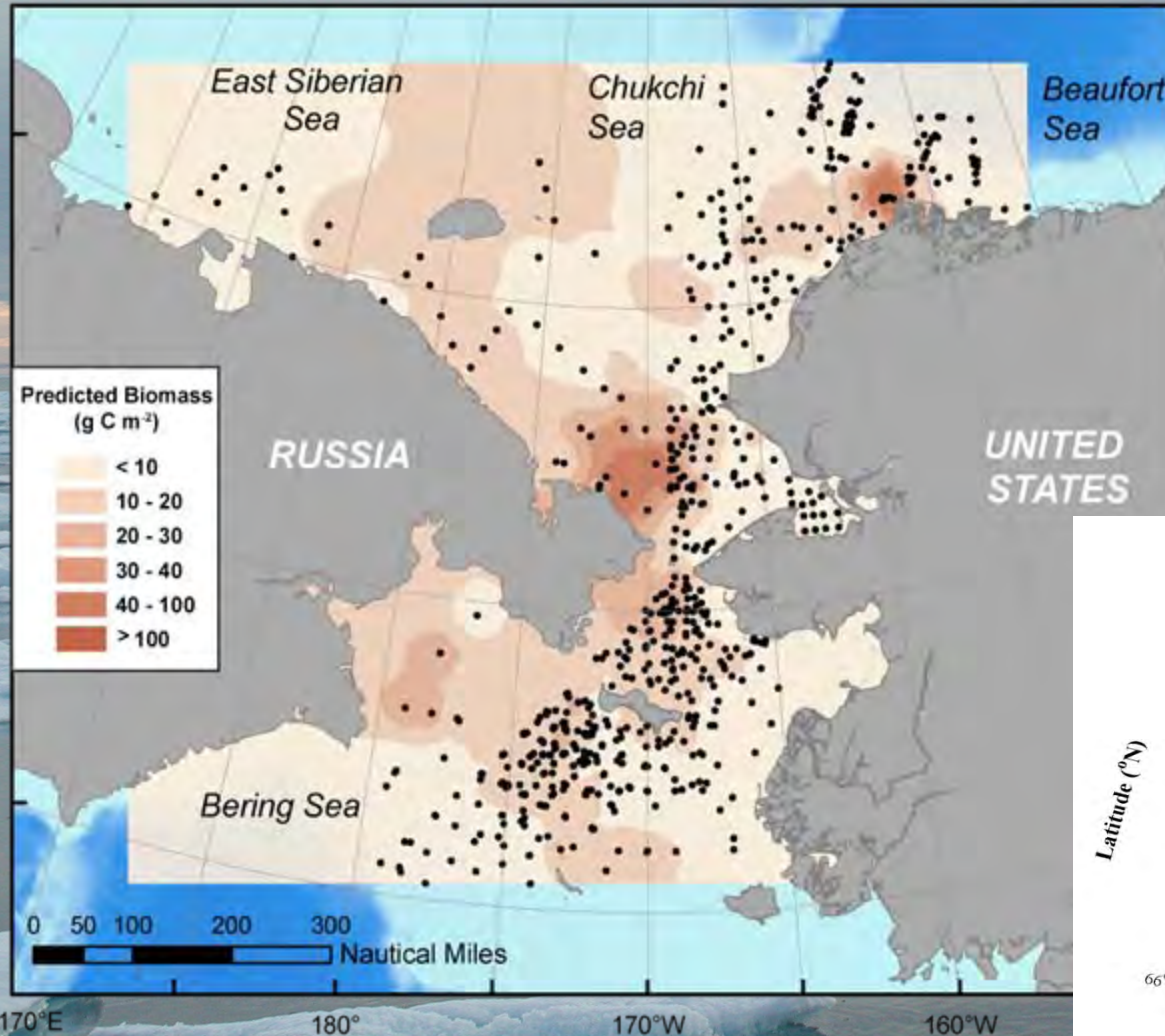 East Siberian
Sea
Chukchi
Sea
Beaufort
Sea
Predicted Biomass
(g C m⁻²)
< 10
10 - 20
20 - 30
30 - 40
40 - 100
> 100
RUSSIA
UNITED
STATES
Bering Sea
0 50 100 200 300
Nautical Miles
170°E 180° 170°W 160°W
Latitude (°N)
66°